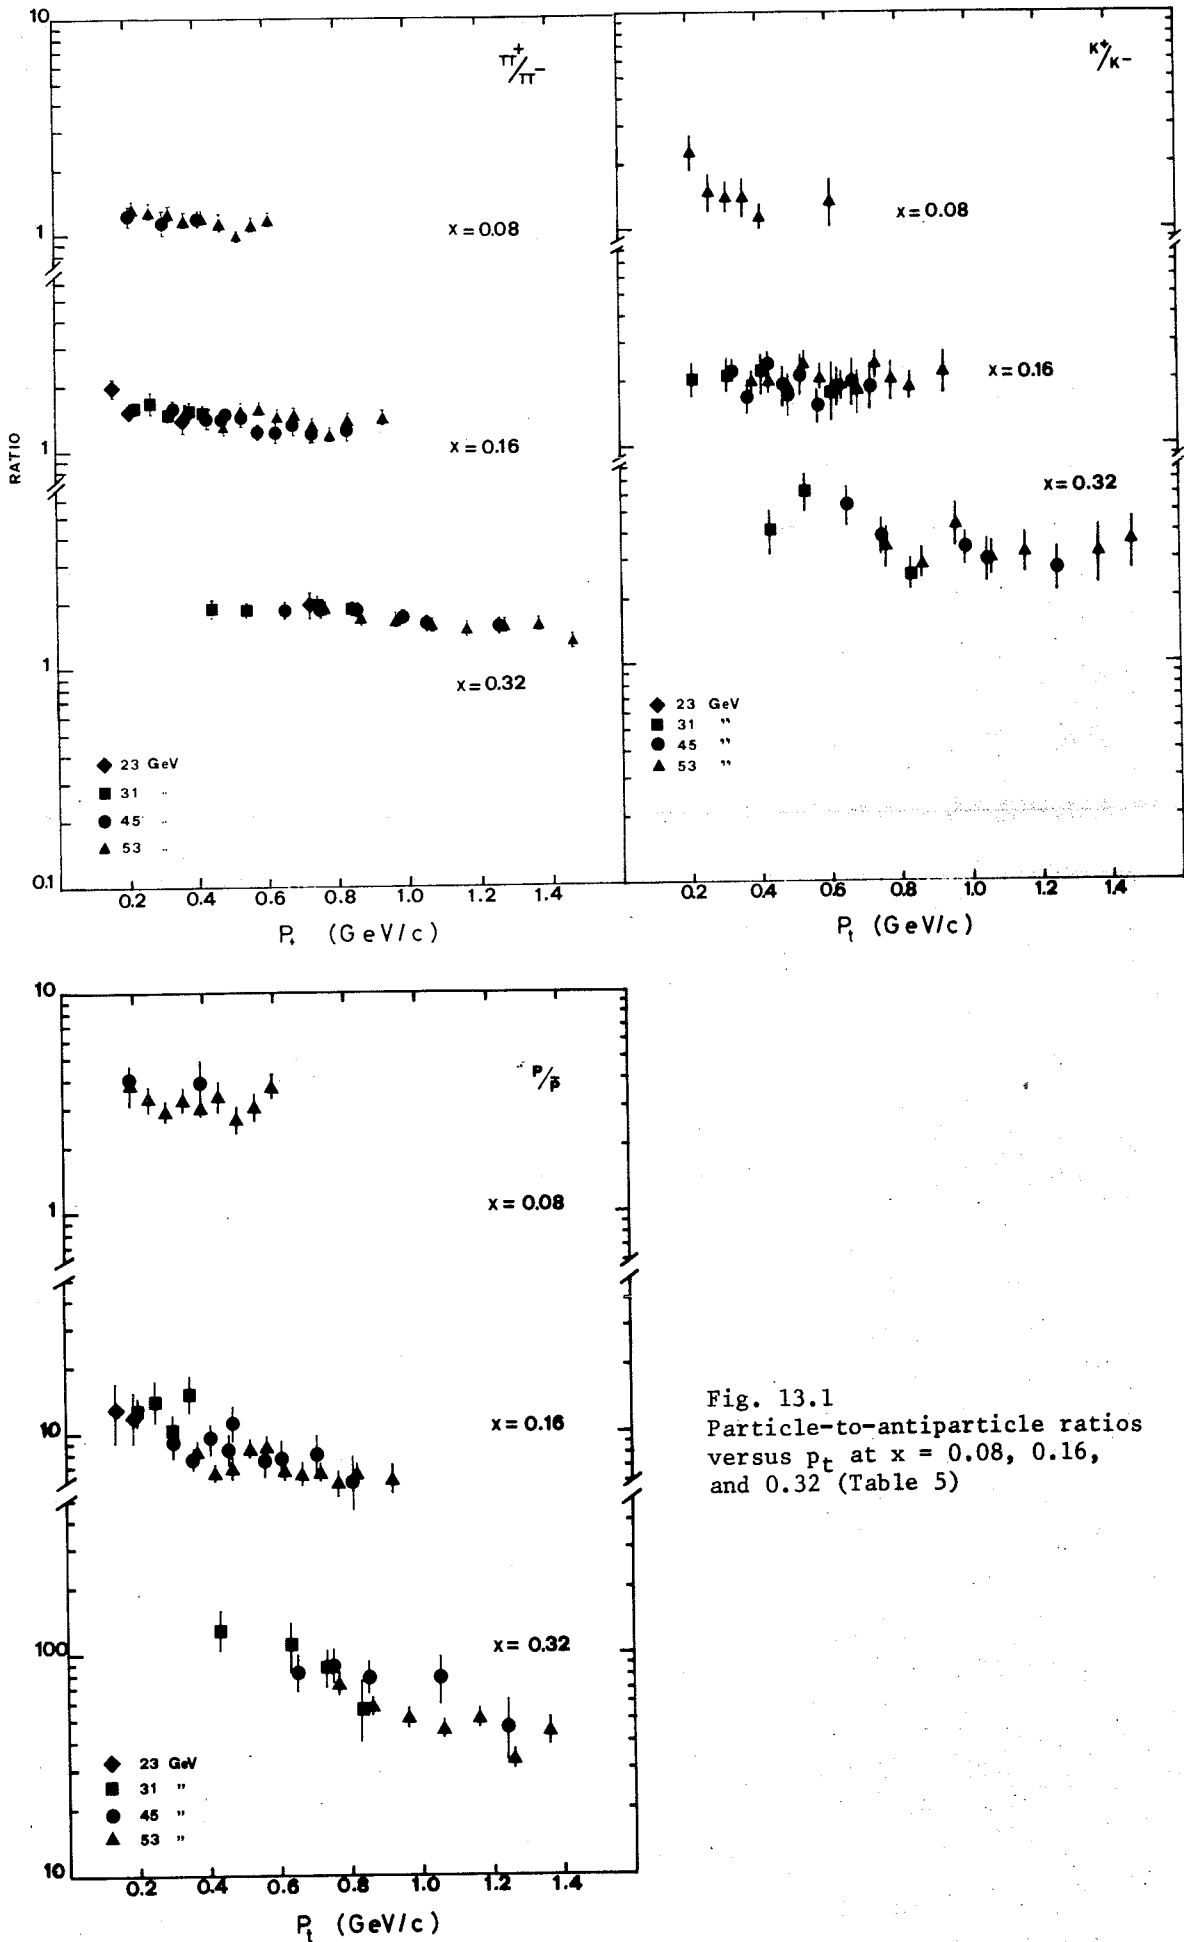 10
1
1
1
0.1
RATIO
π⁺/π⁻
x = 0.08
x = 0.16
x = 0.32
◆ 23 GeV
■ 31 "
● 45 "
▲ 53 "
0.2 0.4 0.6 0.8 1.0 1.2 1.4
Pt (GeV/c)
K⁺/K⁻
x = 0.08
x = 0.16
x = 0.32
◆ 23 GeV
■ 31 "
● 45 "
▲ 53 "
0.2 0.4 0.6 0.8 1.0 1.2 1.4
Pt (GeV/c)
10
1
10
100
10
P/p̄
x = 0.08
x = 0.16
x = 0.32
◆ 23 GeV
■ 31 "
● 45 "
▲ 53 "
0.2 0.4 0.6 0.8 1.0 1.2 1.4
Pt (GeV/c)
Fig. 13.1
Particle-to-antiparticle ratios
versus pt at x = 0.08, 0.16,
and 0.32 (Table 5)